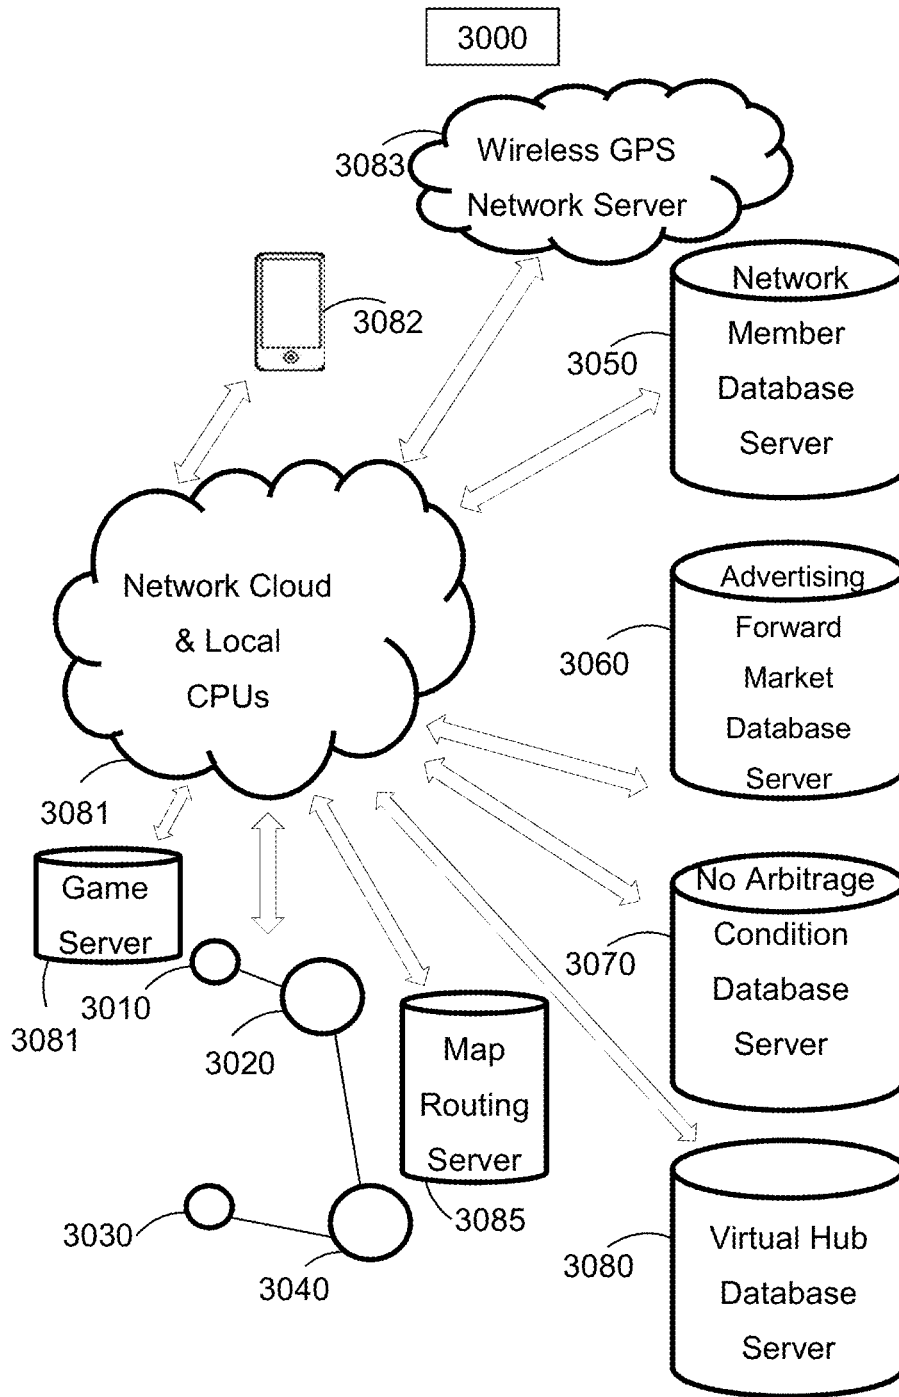 3000
Wireless GPS
Network Server
3083
3082
Network
Member
Database
Server
3050
Network Cloud
& Local
CPUs
3081
Advertising
Forward
Market
Database
Server
3060
Game
Server
3081
3010
3020
3030
3040
Map
Routing
Server
3085
No Arbitrage
Condition
Database
Server
3070
Virtual Hub
Database
Server
3080